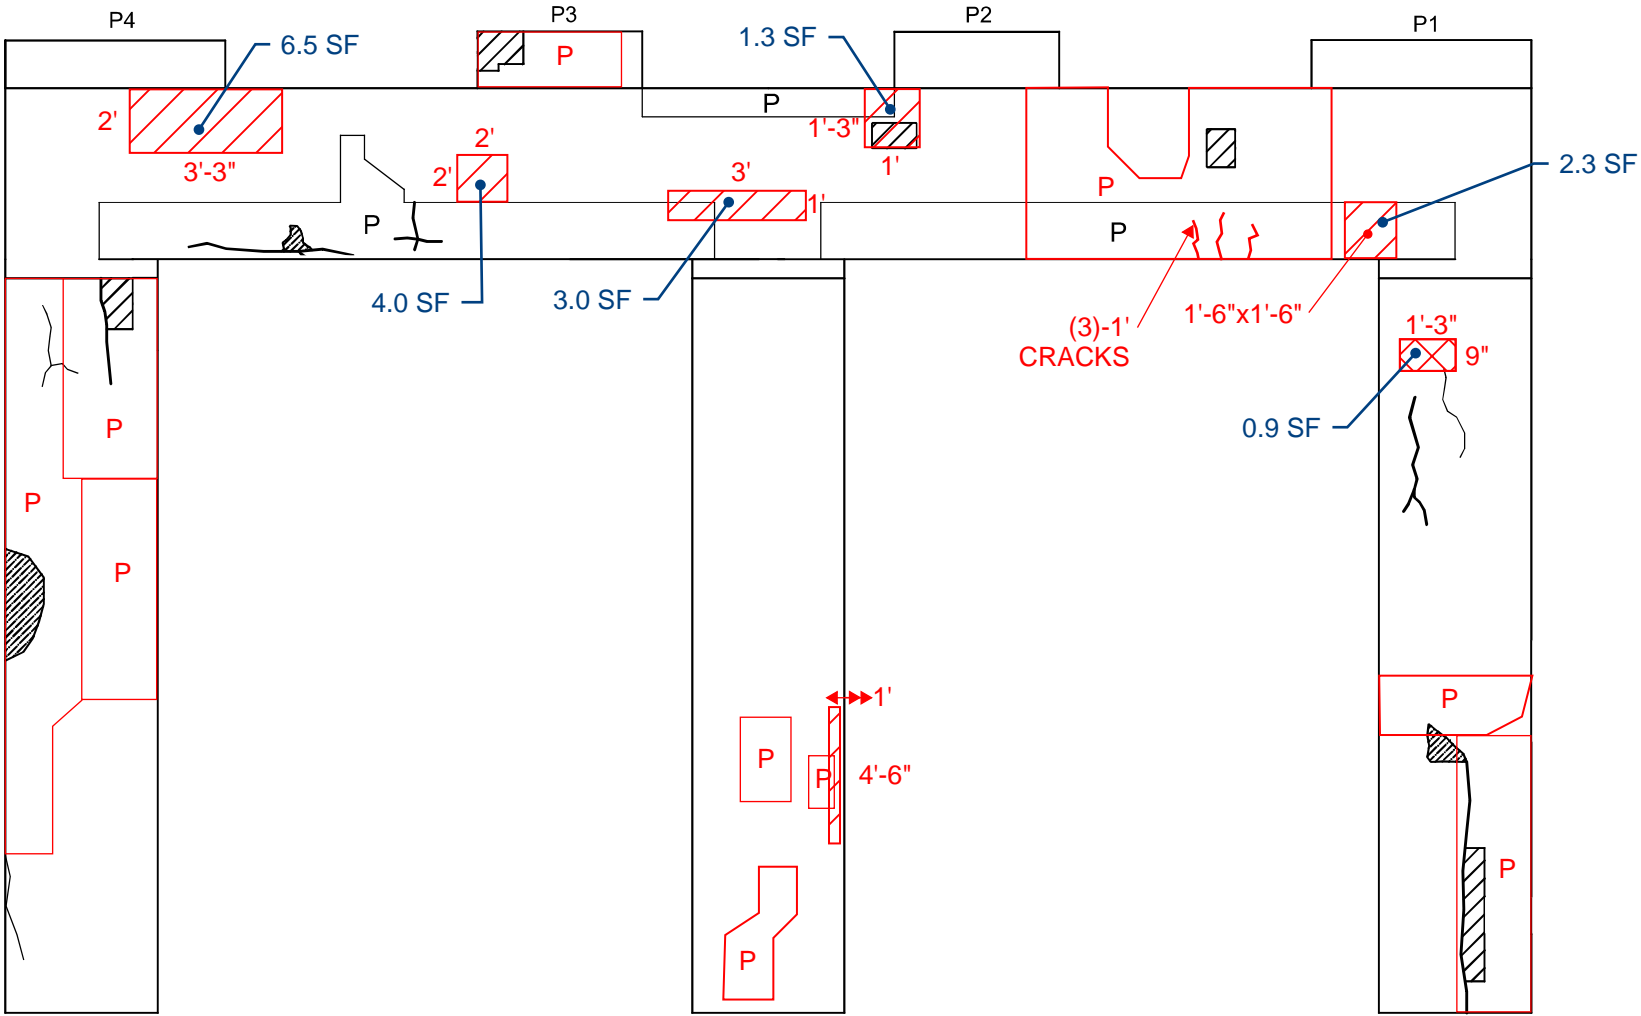 P4
P3
P2
P1
6.5 SF
P
1.3 SF
P
2'
3'-3"
2'
2'
3'
1'
1'-3"
1'
P
2.3 SF
P
P
4.0 SF
3.0 SF
(3)-1'
CRACKS
1'-6"x1'-6"
1'-3"
9"
0.9 SF
P
P
P
1'
P
P
4'-6"
P
P
P